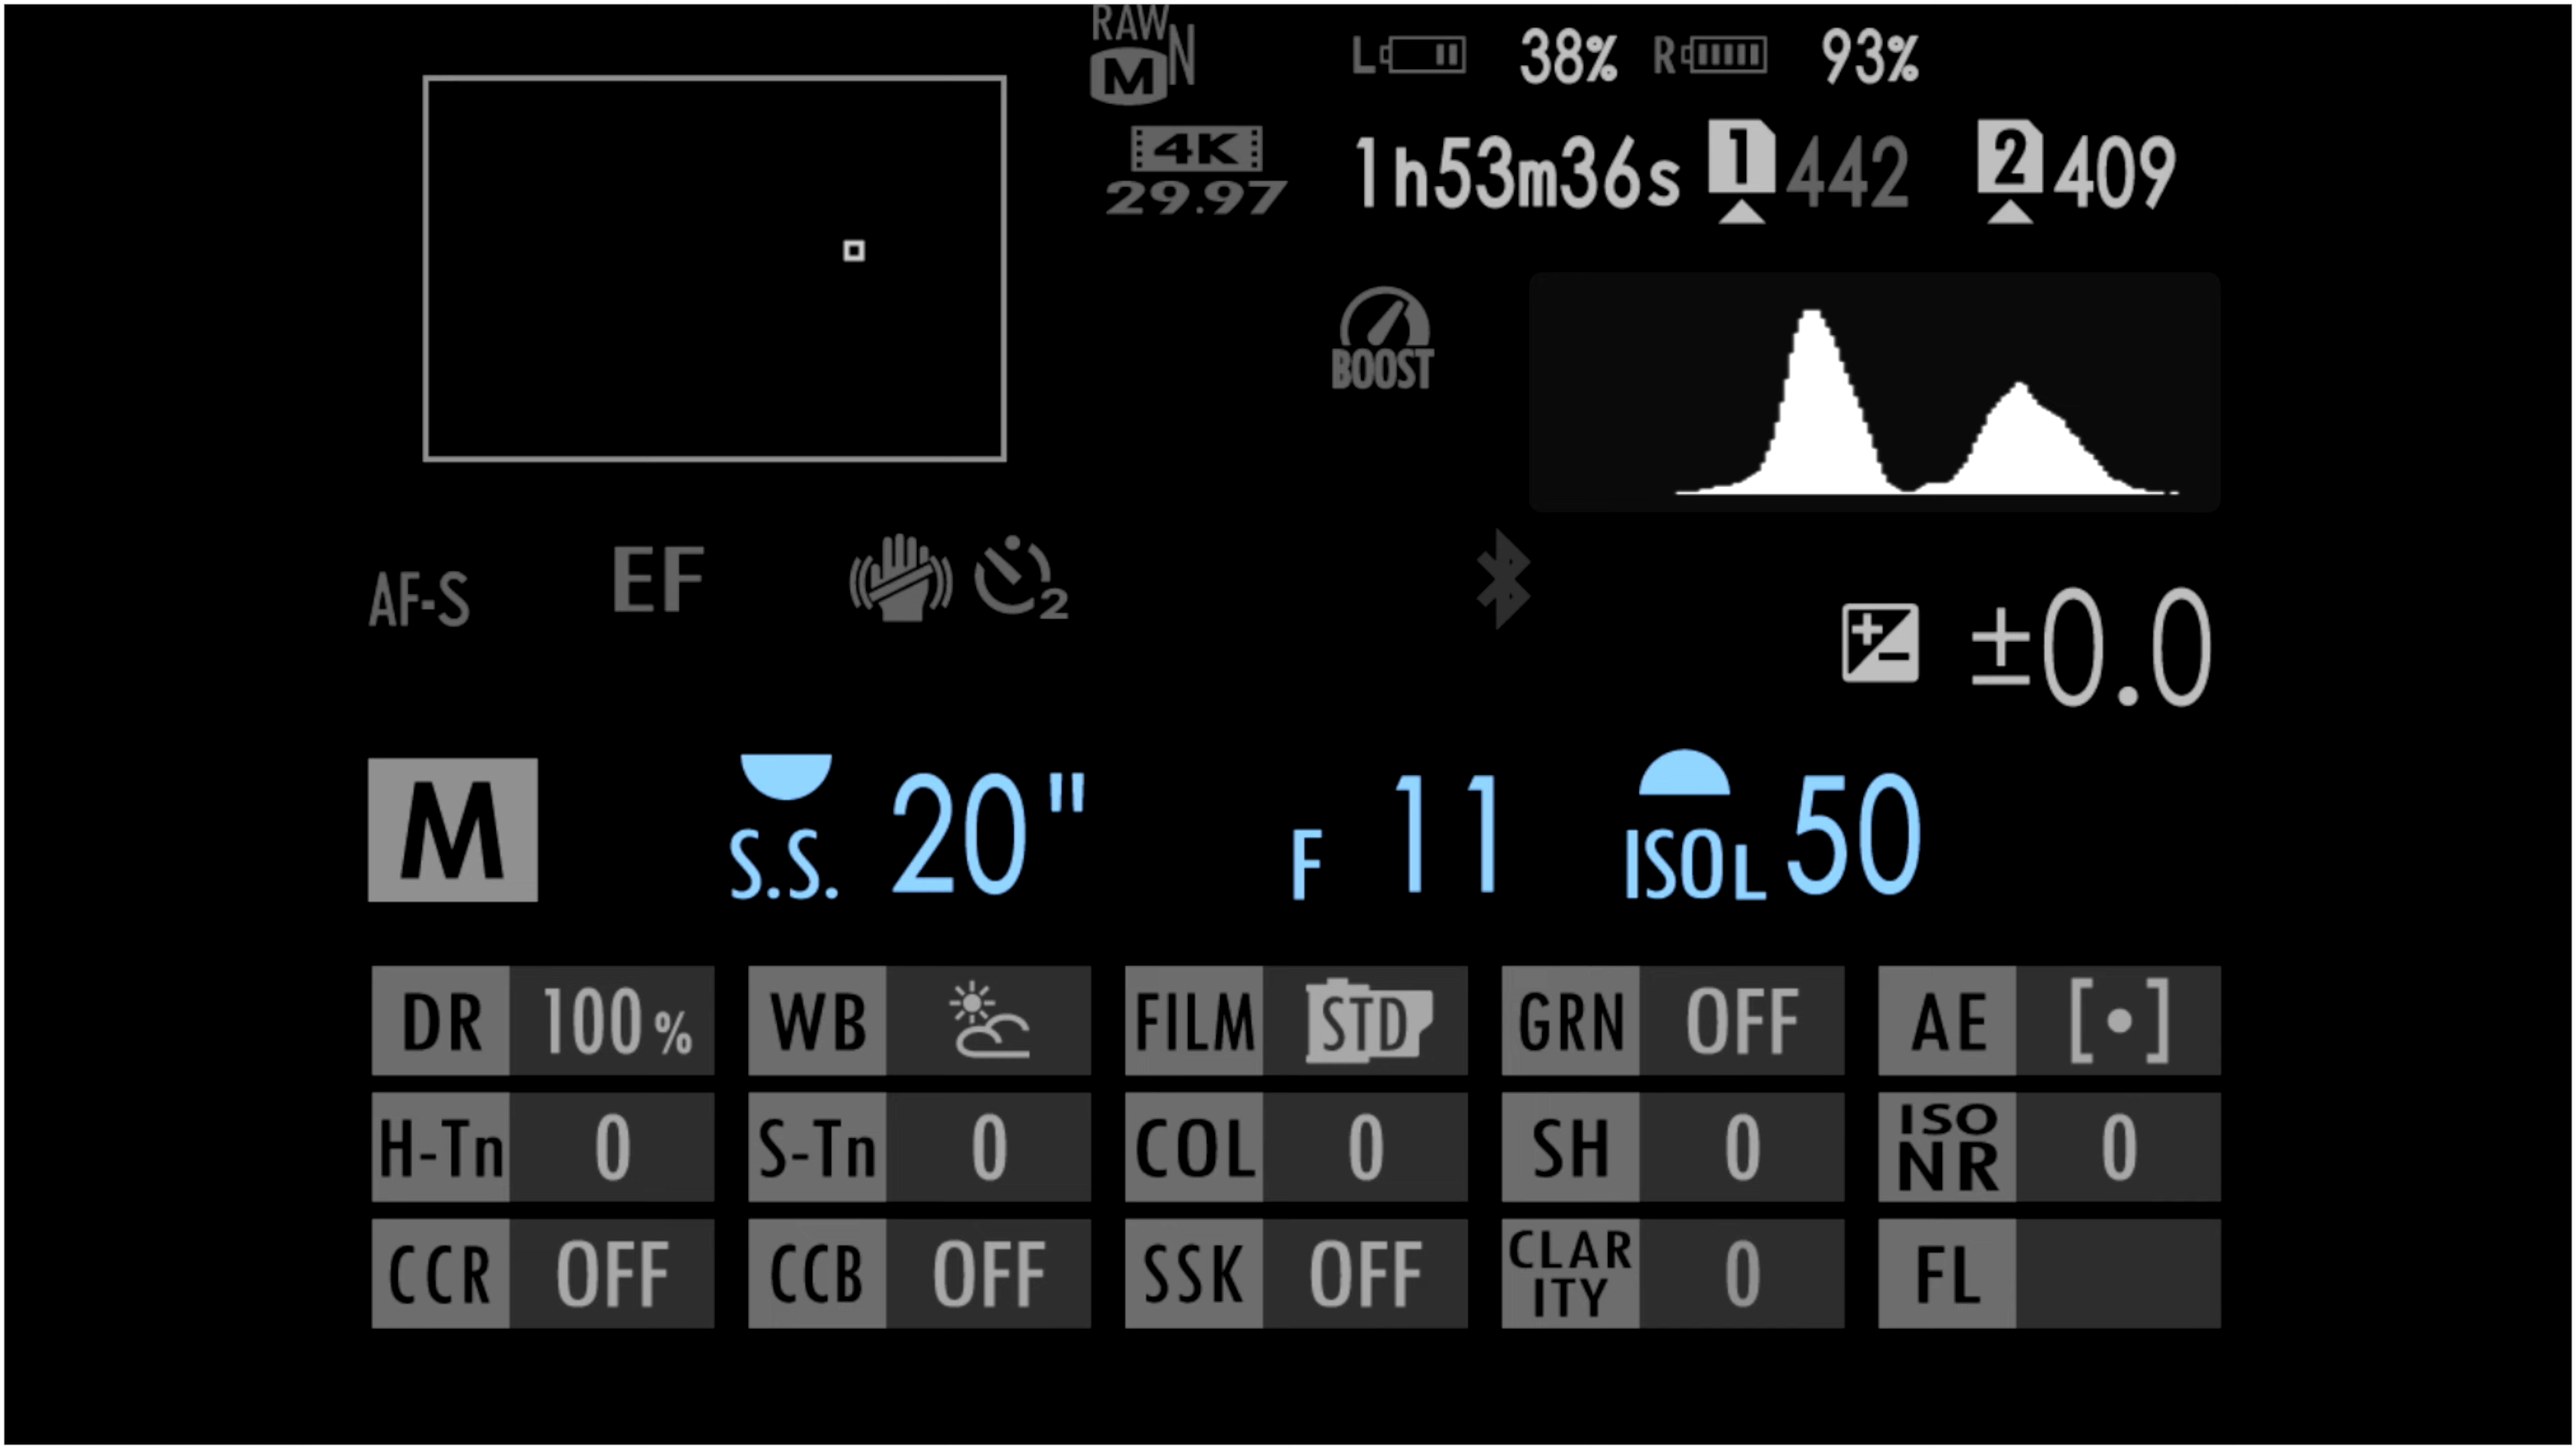 RAW N
M
L 38% R 93%
4K
29.97
1h53m36s 1 442 2 409
BOOST
AF-S EF 2
±0.0
M S.S. 20" F 11 ISO L 50
DR 100% WB FILM STD GRN OFF AE
H-Tn 0 S-Tn 0 COL 0 SH 0 ISO NR 0
CCR OFF CCB OFF SSK OFF CLARITY 0 FL